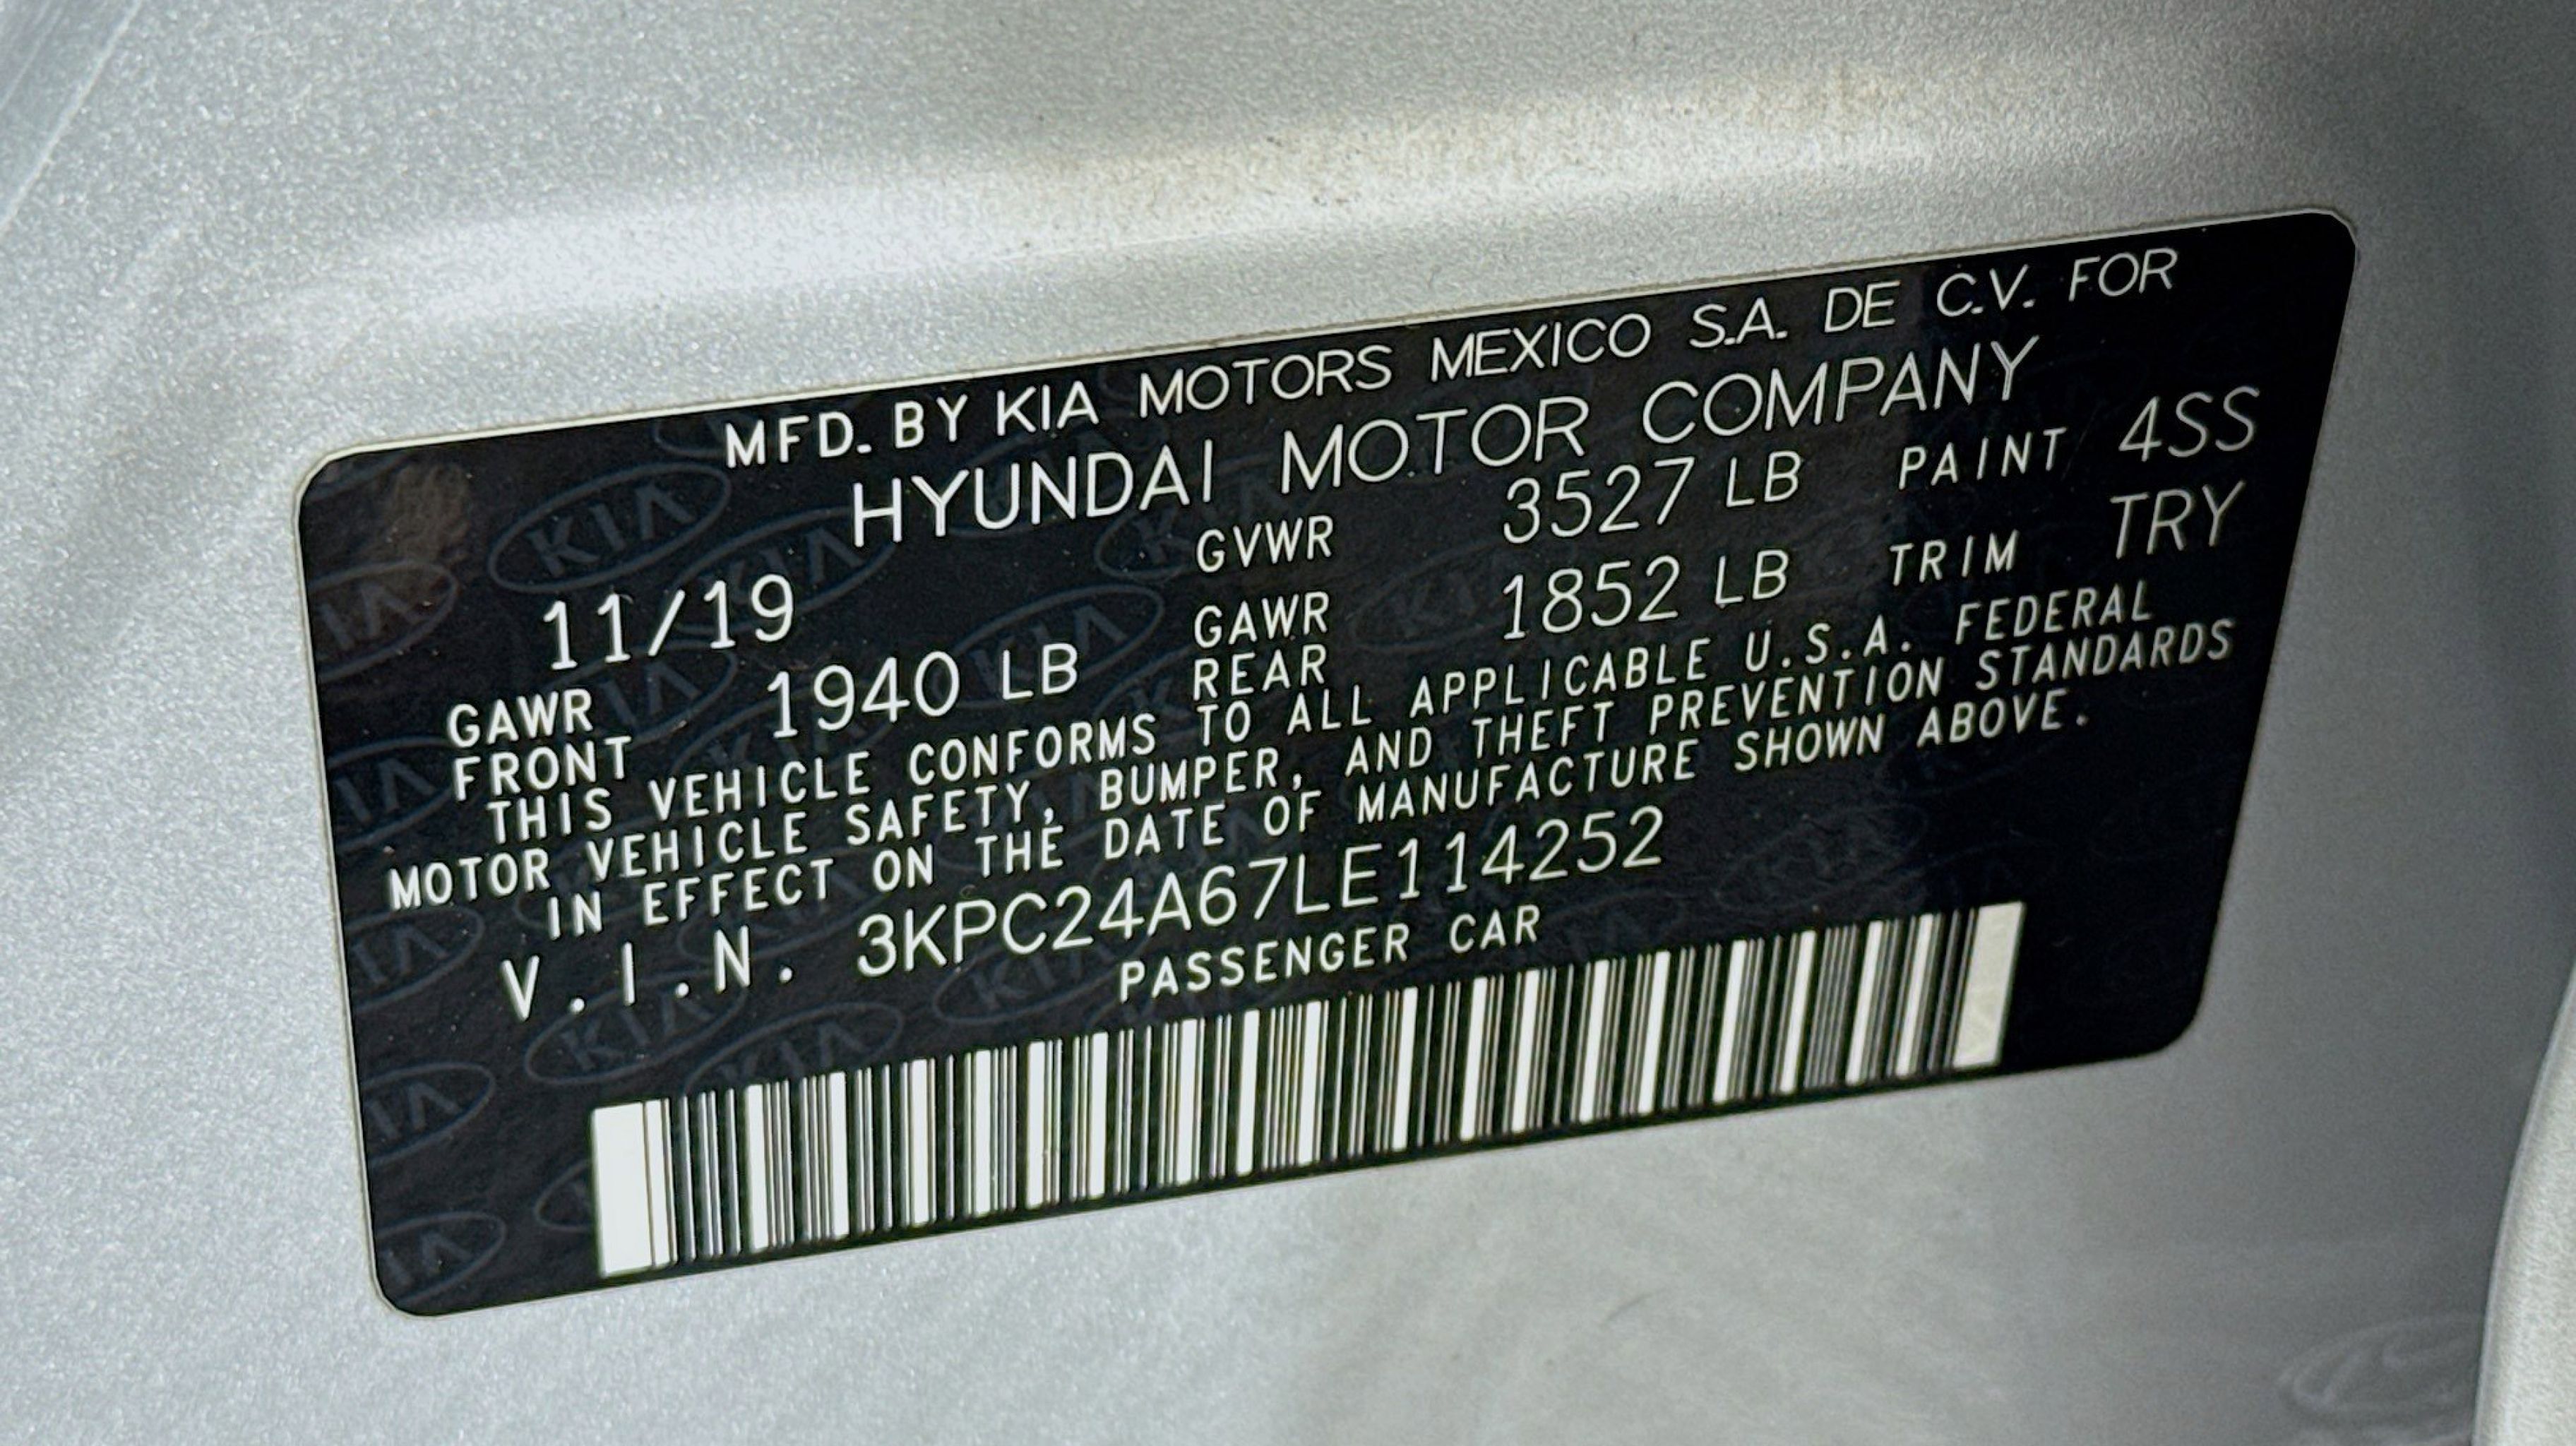 MFD. BY KIA MOTORS MEXICO S.A. DE C.V. FOR
HYUNDAI MOTOR COMPANY
11/19 GVWR 3527 LB PAINT 4SS
GAWR FRONT 1940 LB GAWR REAR 1852 LB TRIM TRY
THIS VEHICLE CONFORMS TO ALL APPLICABLE U.S.A. FEDERAL
MOTOR VEHICLE SAFETY, BUMPER, AND THEFT PREVENTION STANDARDS
IN EFFECT ON THE DATE OF MANUFACTURE SHOWN ABOVE.
V.I.N. 3KPC24A67LE114252
PASSENGER CAR